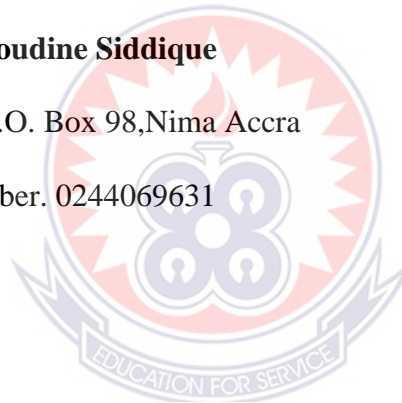 oudine Siddique
.O. Box 98,Nima Accra
ber. 0244069631
EDUCATION FOR SERVICE